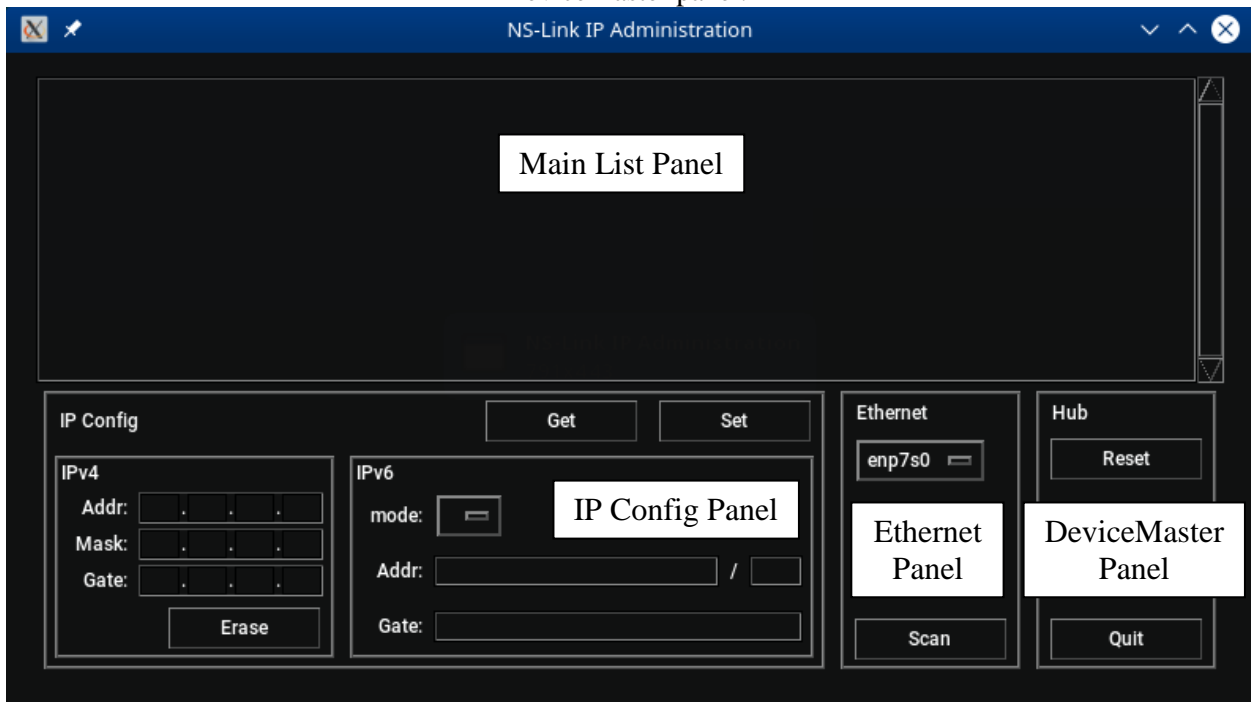 NS-Link IP Administration
Main List Panel
IP Config
Get
Set
Ethernet
Hub
IPv4
IPv6
enp7s0
Reset
Addr: . . .
mode:
IP Config Panel
Mask: . . .
Ethernet
Panel
DeviceMaster
Panel
Addr: /
Gate: . . .
Erase
Gate:
Scan
Quit